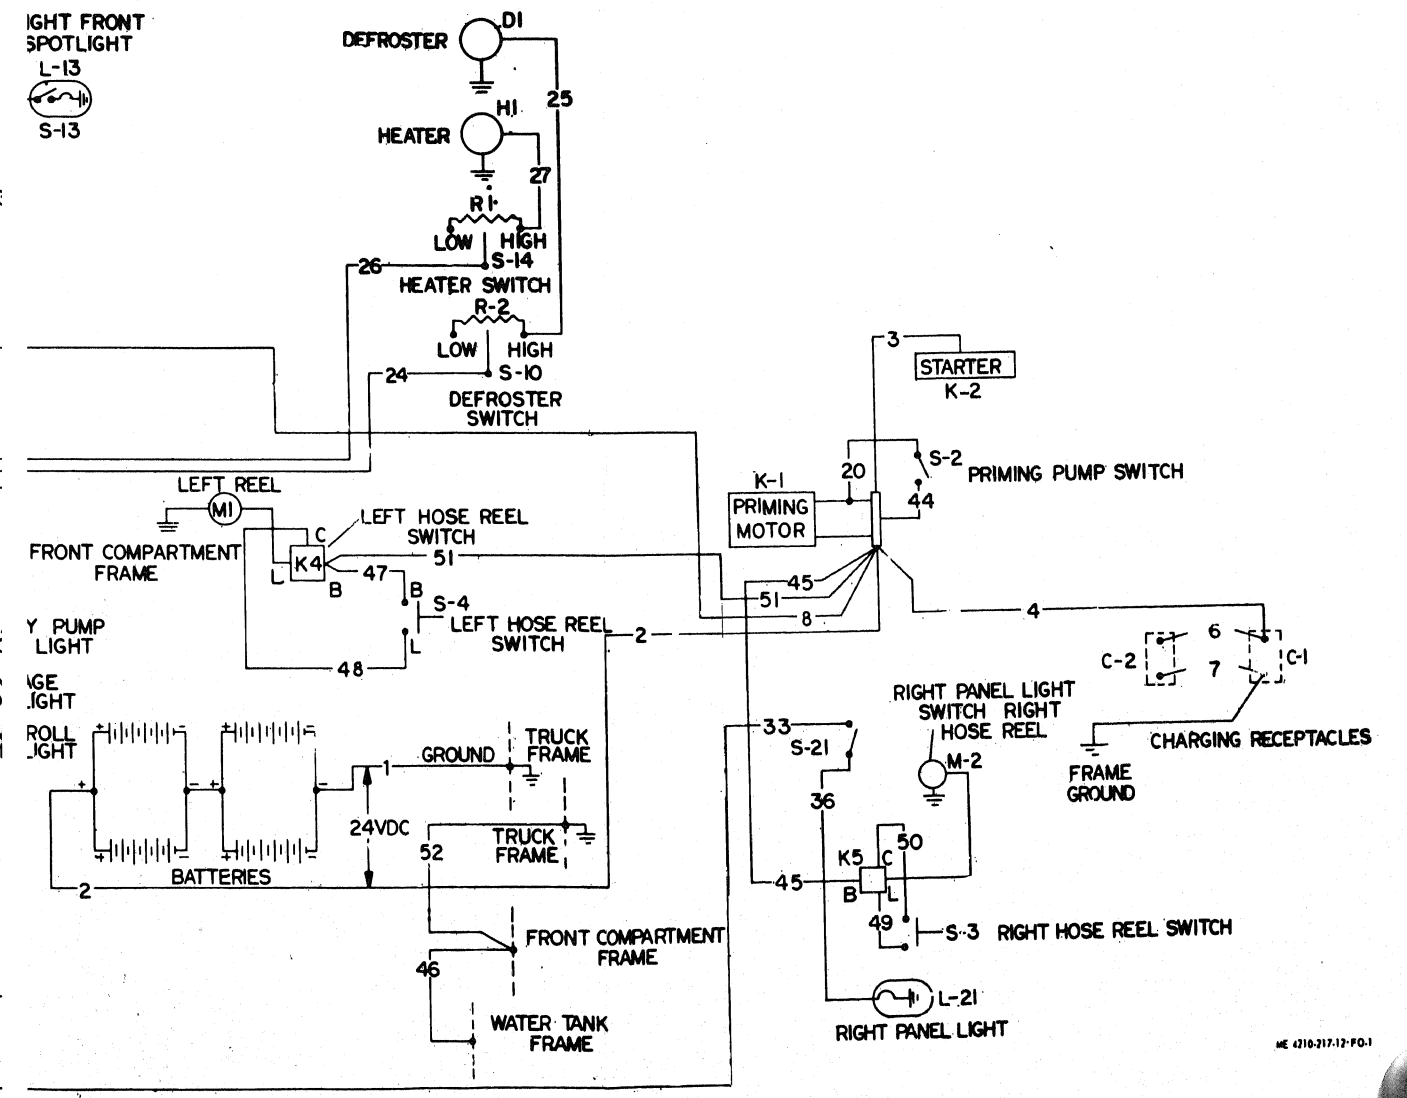 IGHT FRONT
SPOTLIGHT
L-13
S-13
DEFROSTER
D1
25
HEATER
H1
27
R1
LOW
HIGH
S-14
26
HEATER SWITCH
R-2
LOW
HIGH
24
S-10
DEFROSTER
SWITCH
3
STARTER
K-2
20
S-2
PRIMING PUMP SWITCH
44
K-1
PRIMING
MOTOR
LEFT REEL
M1
C
LEFT HOSE REEL
SWITCH
FRONT COMPARTMENT
FRAME
L
K4
B
51
47
B
S-4
LEFT HOSE REEL
SWITCH
L
48
45
51
8
2
4
6
7
C-2
C-1
CHARGING RECEPTACLES
FRAME
GROUND
Y PUMP
LIGHT
AGE
LIGHT
ROLL
LIGHT
+
-
+
-
+
-
+
-
+
-
+
-
BATTERIES
1
GROUND
TRUCK
FRAME
24VDC
TRUCK
FRAME
52
2
FRONT COMPARTMENT
FRAME
46
WATER TANK
FRAME
33
S-21
RIGHT PANEL LIGHT
SWITCH RIGHT
HOSE REEL
M-2
36
K5
C
50
45
B
L
49
S-3 RIGHT HOSE REEL SWITCH
L-21
RIGHT PANEL LIGHT
ME 4210-217-12-FO-1